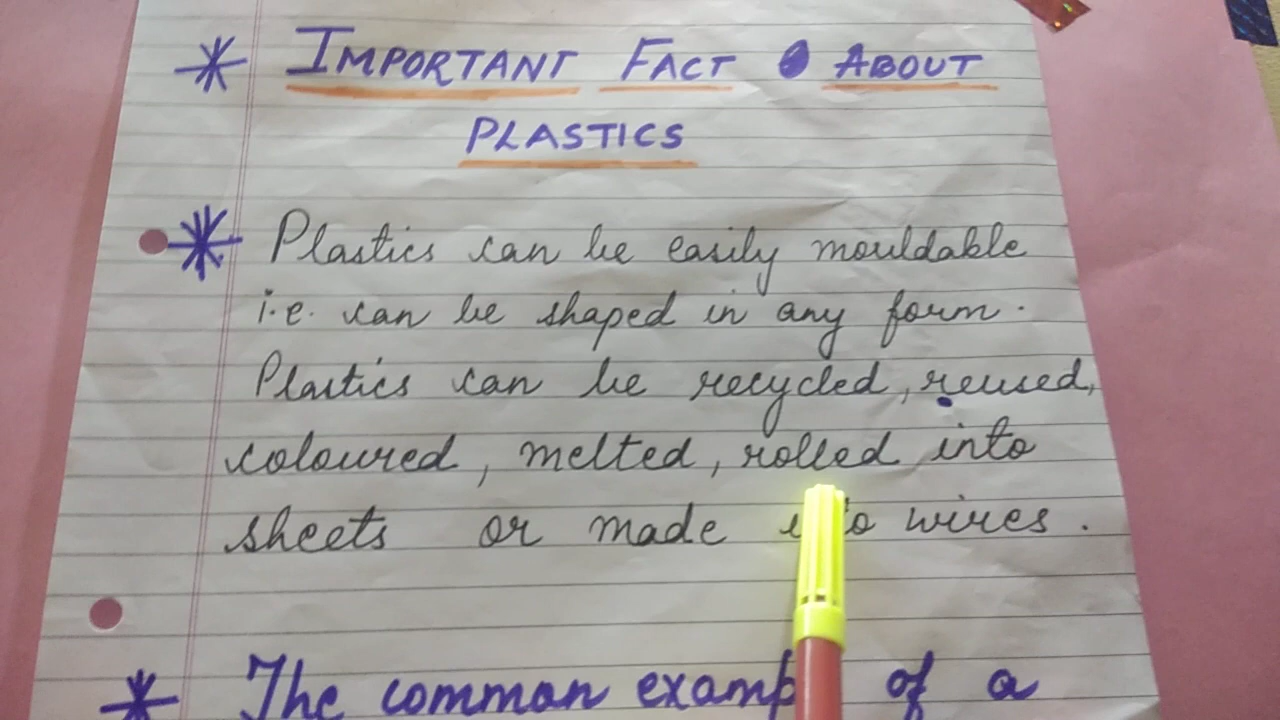 IMPORTANT FACT ABOUT
PLASTICS
Plastics can be easily mouldable
i.e. can be shaped in any form.
Plastics can be recycled, reused,
coloured, melted, rolled into
sheets or made wires.
The common of a